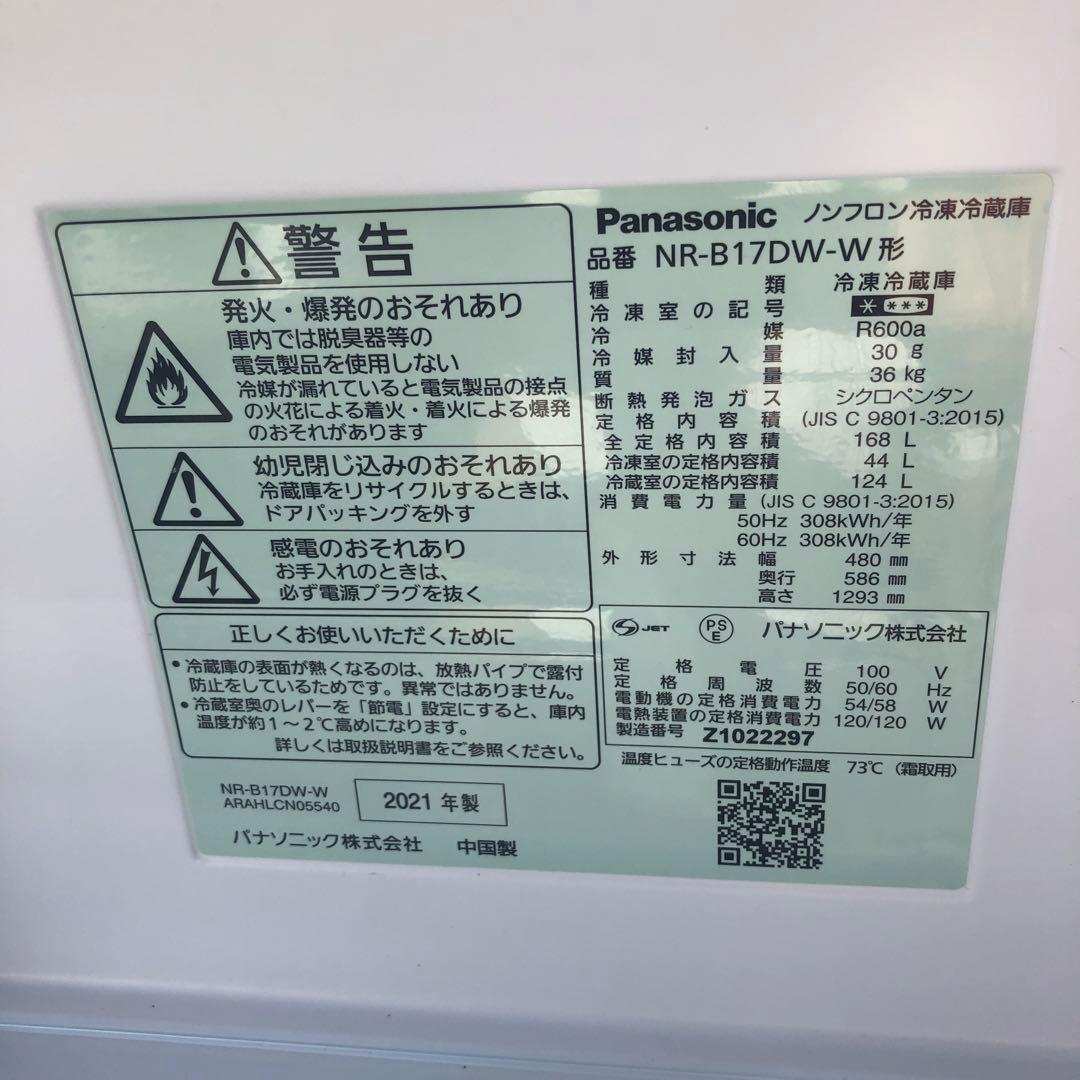 警告
発火・爆発のおそれあり
庫内では脱臭器等の
電気製品を使用しない
冷媒が漏れていると電気製品の接点
の火花による着火・着火による爆発
のおそれがあります
幼児閉じ込みのおそれあり
冷蔵庫をリサイクルするときは、
ドアパッキングを外す
感電のおそれあり
お手入れのときは、
必ず電源プラグを抜く
正しくお使いいただくために
・冷蔵庫の表面が熱くなるのは、放熱パイプで露付
防止をしているためです。異常ではありません。
・冷蔵室奥のレバーを「節電」設定にすると、庫内
温度が約1~2℃高めになります。
詳しくは取扱説明書をご参照ください。
NR-B17DW-W
ARAHLCN05540
2021 年製
パナソニック株式会社 中国製
Panasonic ノンフロン冷凍冷蔵庫
品番 NR-B17DW-W形
種類 冷凍冷蔵庫
冷凍室の記号 * ***
冷媒 R600a
冷媒封入量 30 g
質量 36 kg
断熱発泡ガス シクロペンタン
定格内容積 (JIS C 9801-3:2015)
全定格内容積 168 L
冷凍室の定格内容積 44 L
冷蔵室の定格内容積 124 L
消費電力量 (JIS C 9801-3:2015)
50Hz 308kWh/年
60Hz 308kWh/年
外形寸法 幅 480 mm
奥行 586 mm
高さ 1293 mm
S JET PSE パナソニック株式会社
定格電圧 100 V
定格周波数 50/60 Hz
電動機の定格消費電力 54/58 W
電熱装置の定格消費電力 120/120 W
製造番号 Z1022297
温度ヒューズの定格動作温度 73℃ (霜取用)